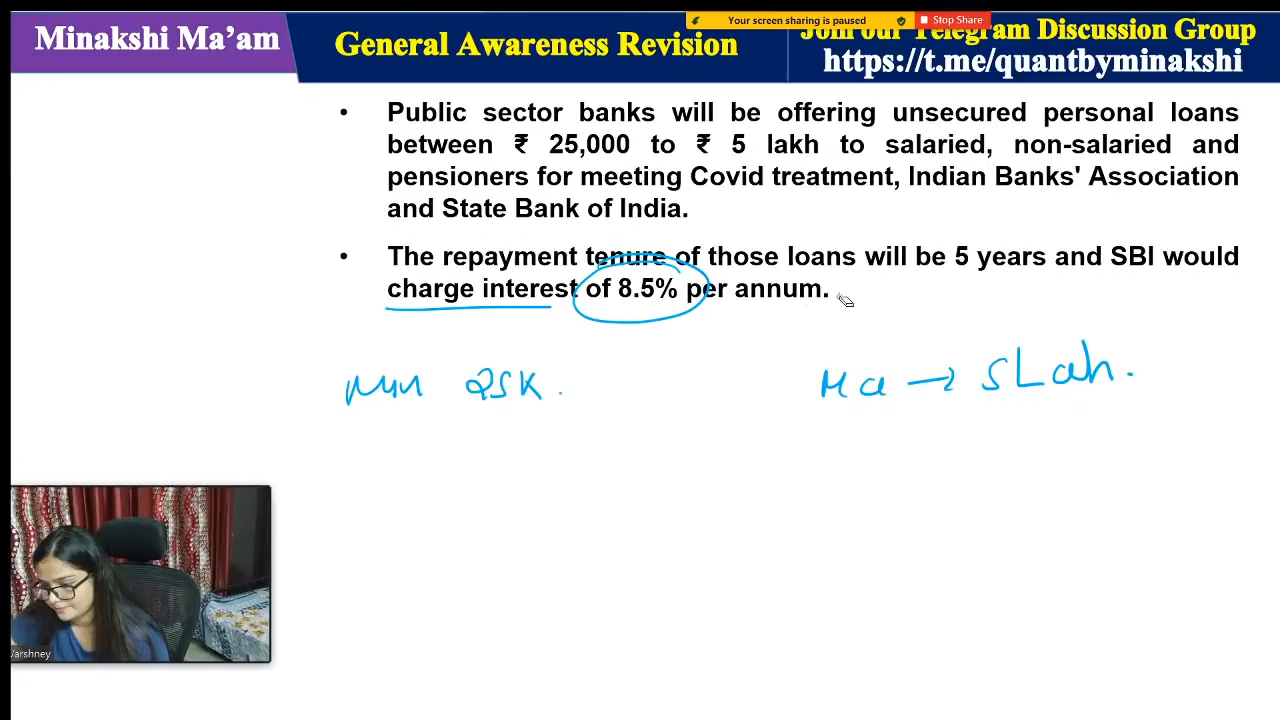 Your screen sharing is paused
Stop Share
Minakshi Ma’am
General Awareness Revision
Join our Telegram Discussion Group
https://t.me/quantbyminakshi
• Public sector banks will be offering unsecured personal loans
between ₹ 25,000 to ₹ 5 lakh to salaried, non-salaried and
pensioners for meeting Covid treatment, Indian Banks' Association
and State Bank of India.
• The repayment tenure of those loans will be 5 years and SBI would
charge interest of 8.5% per annum.
Min 25K.
Ma → 5Lakh.
Varshney